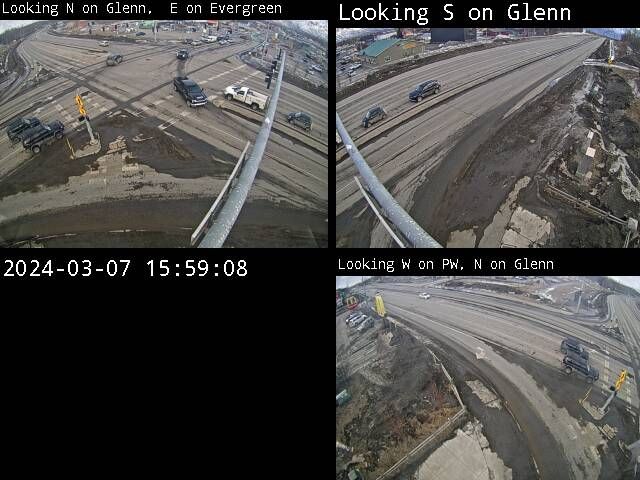 Looking N on Glenn,  E on Evergreen
Looking S on Glenn
2024-03-07 15:59:08
Looking W on PW, N on Glenn